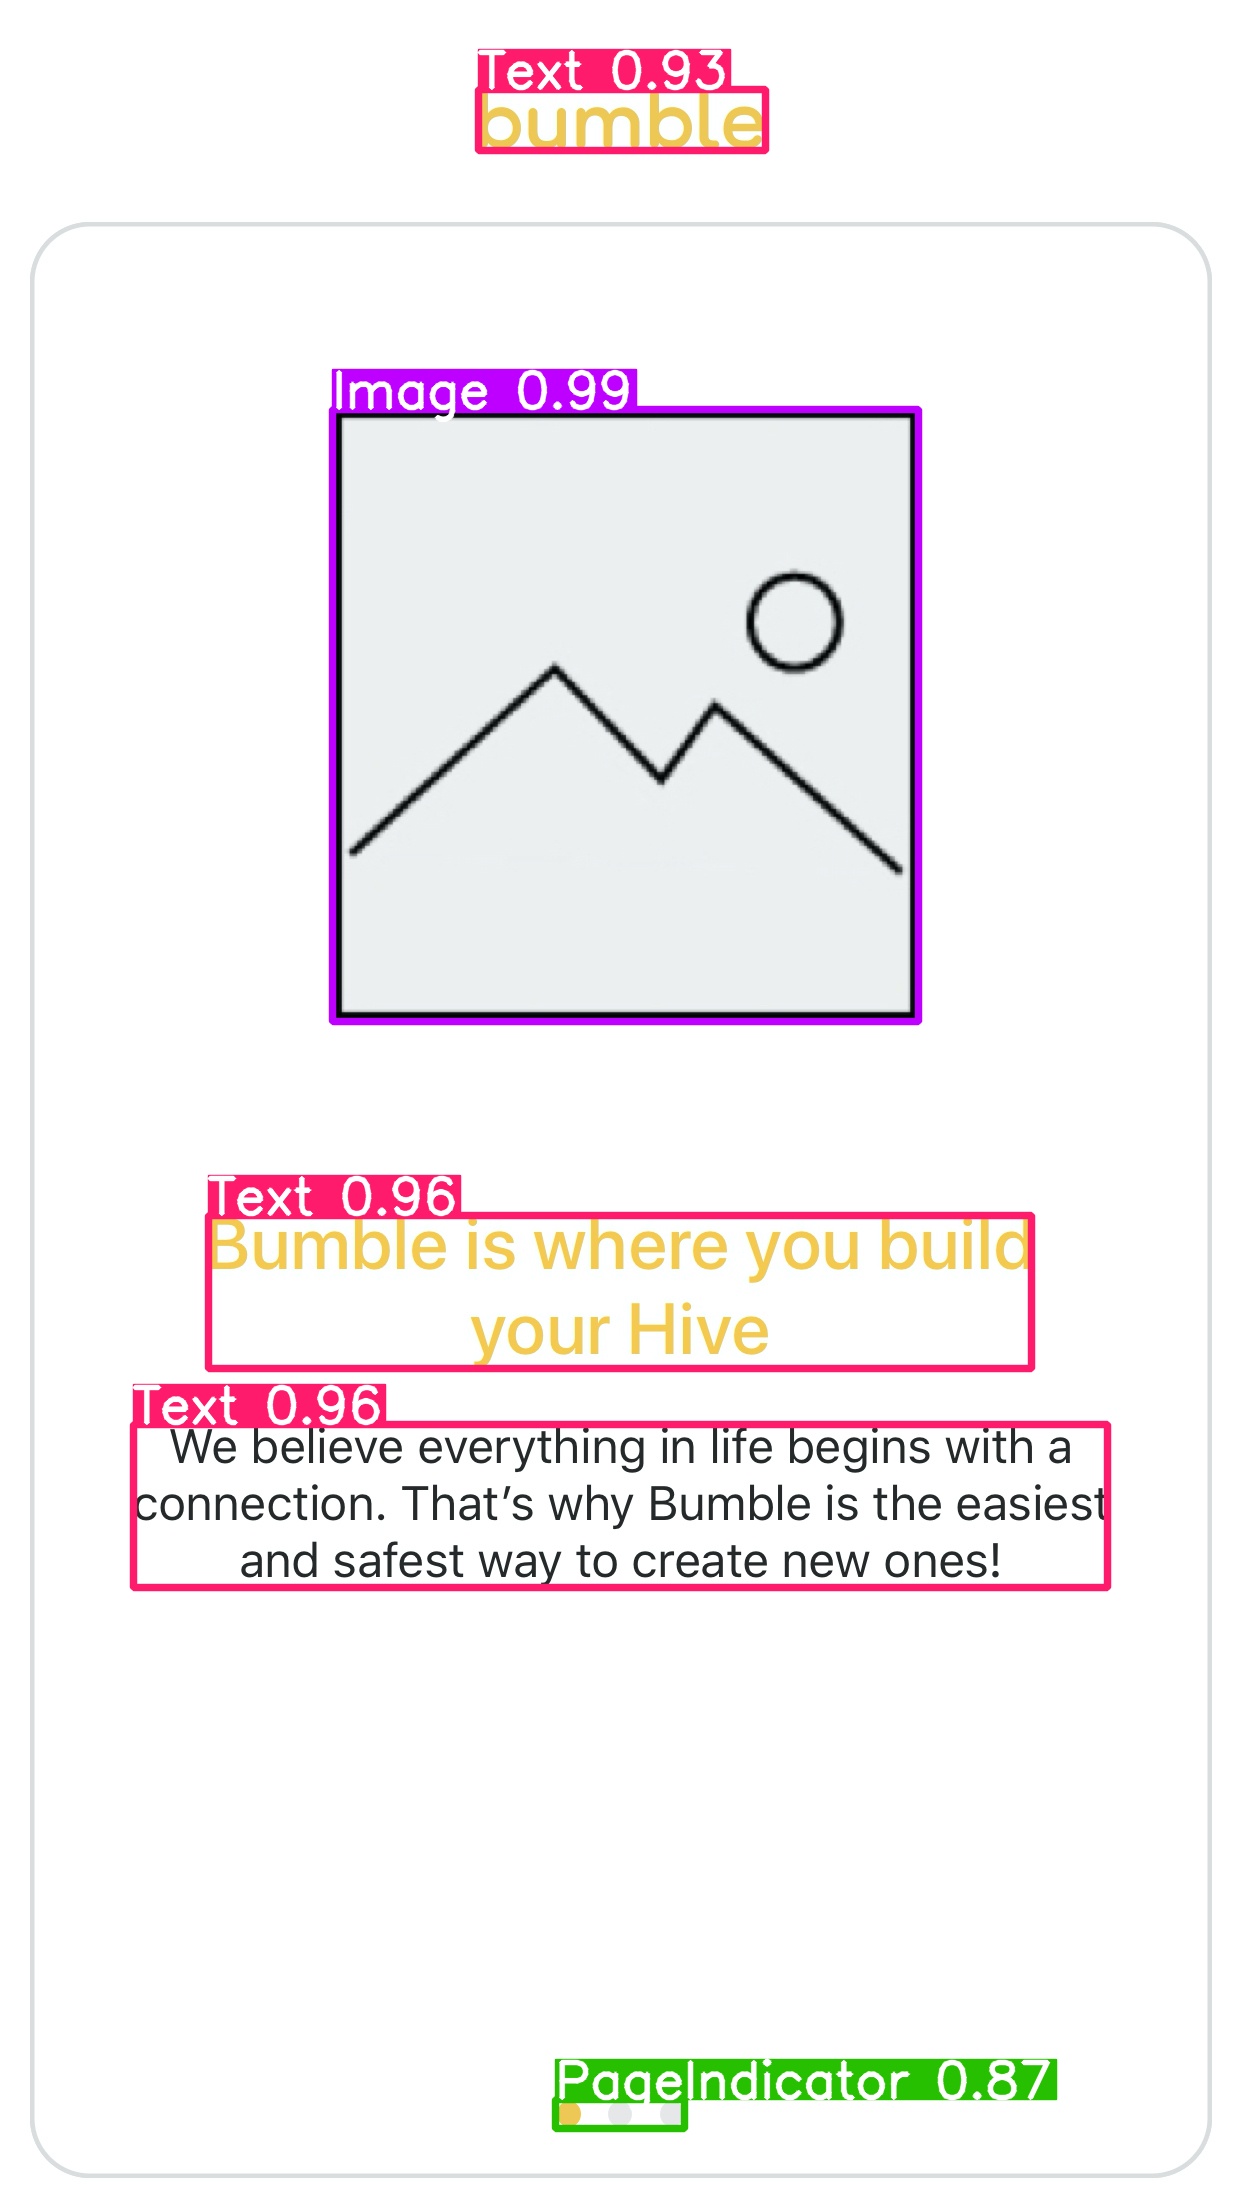 Text 0.93
bumble
Image 0.99
Text 0.96
Bumble is where you build
your Hive
Text 0.96
We believe everything in life begins with a
connection. That’s why Bumble is the easiest
and safest way to create new ones!
PageIndicator 0.87